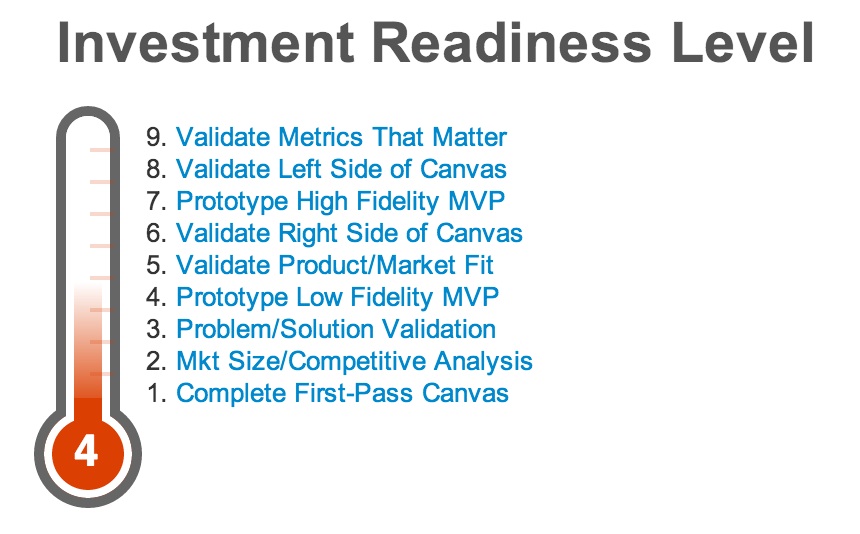 Investment Readiness Level
9. Validate Metrics That Matter
8. Validate Left Side of Canvas
7. Prototype High Fidelity MVP
6. Validate Right Side of Canvas
5. Validate Product/Market Fit
4. Prototype Low Fidelity MVP
3. Problem/Solution Validation
2. Mkt Size/Competitive Analysis
1. Complete First-Pass Canvas
4